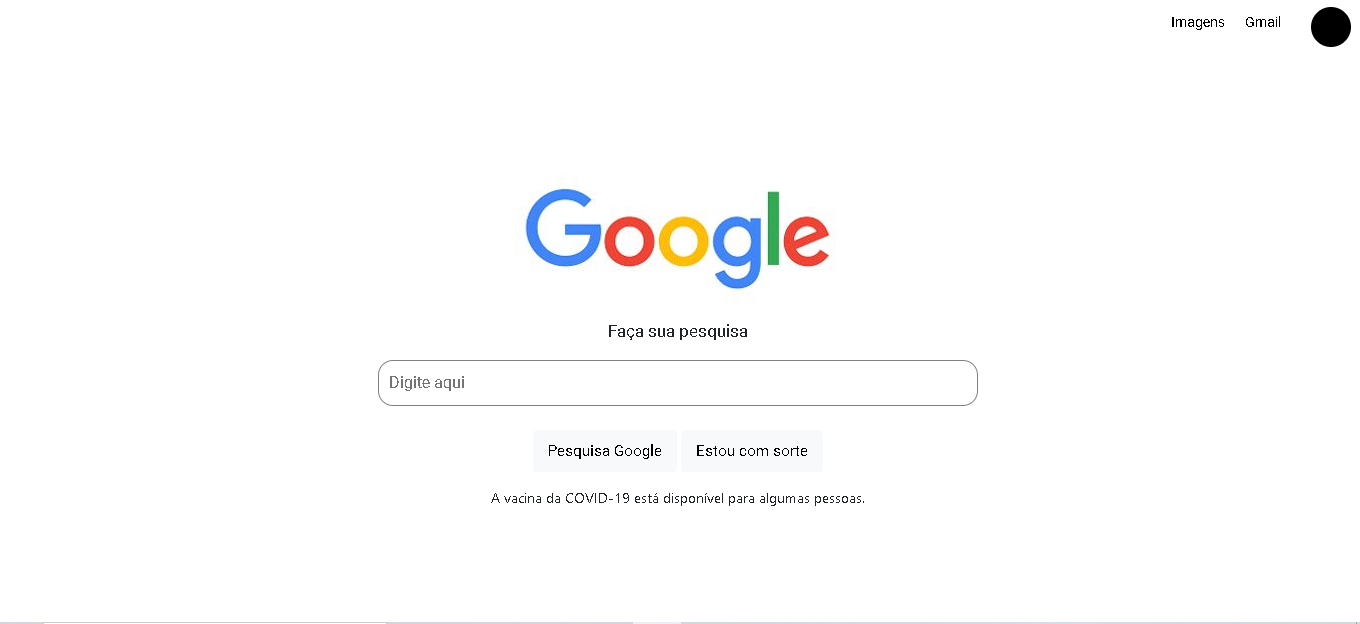 Imagens Gmail
Google
Faça sua pesquisa
Digite aqui
Pesquisa Google Estou com sorte
A vacina da COVID-19 está disponível para algumas pessoas.